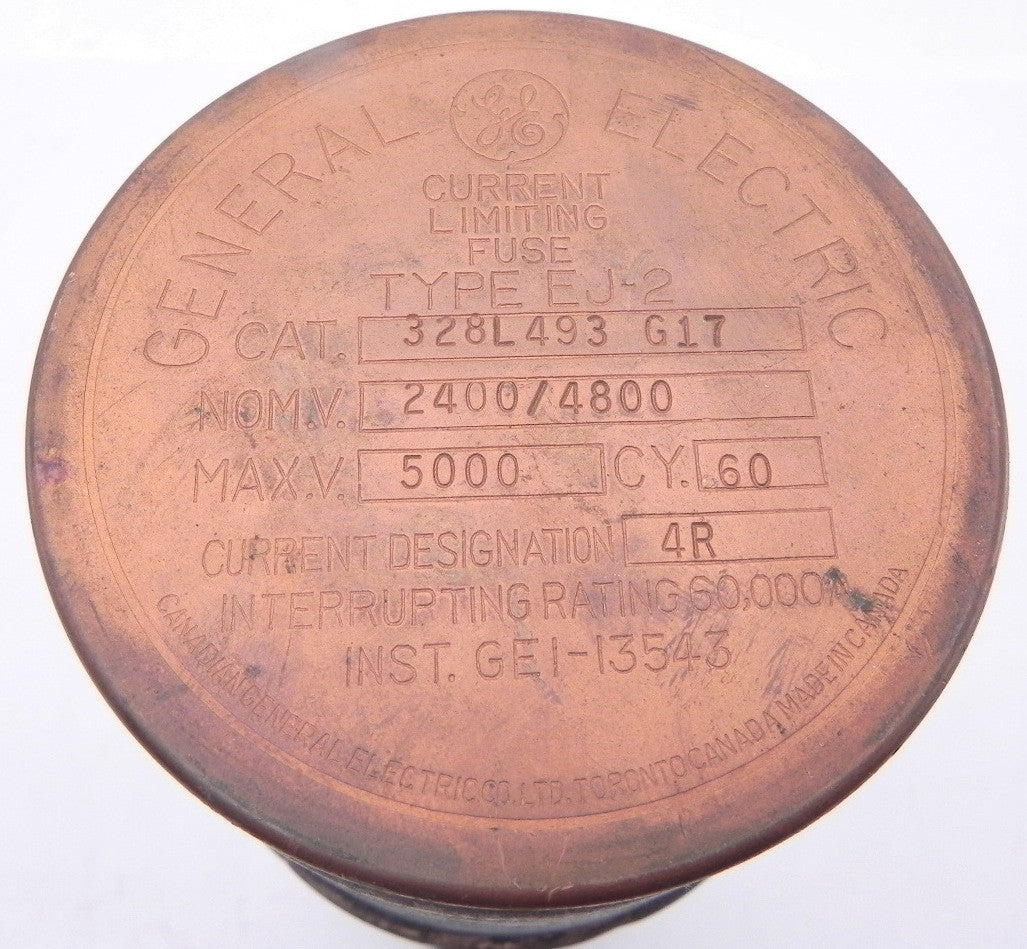 GENERAL GE ELECTRIC
CURRENT
LIMITING
FUSE
TYPE EJ-2
CAT. 328L493 G17
NOM.V. 2400/4800
MAX.V. 5000 CY. 60
CURRENT DESIGNATION 4R
INTERRUPTING RATING 60,000A
INST. GEI-13543
CANADIAN GENERAL ELECTRIC CO. LTD. TORONTO CANADA MADE IN CANADA